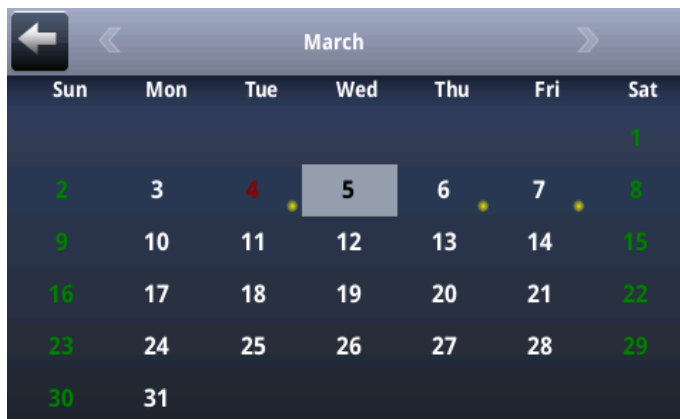 March
Sun Mon Tue Wed Thu Fri Sat
1
2 3 4 5 6 7 8
9 10 11 12 13 14 15
16 17 18 19 20 21 22
23 24 25 26 27 28 29
30 31